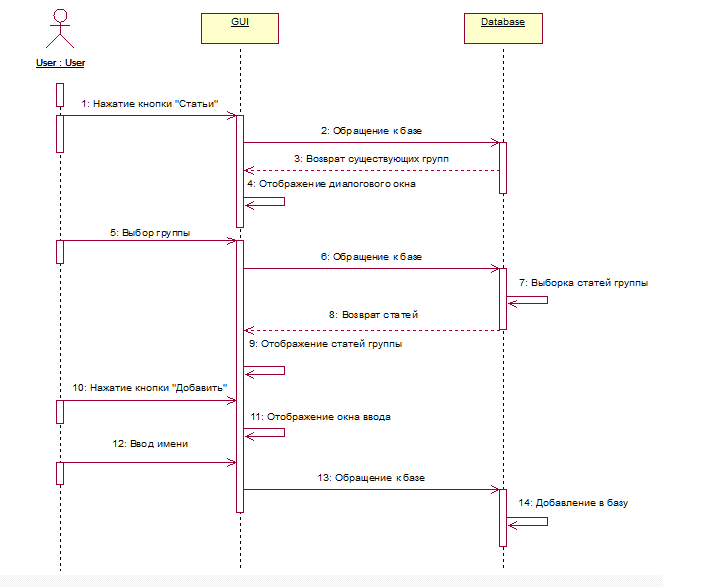 GUI
Database
User : User
1: Нажатие кнопки "Статьи"
2: Обращение к базе
3: Возврат существующих групп
4: Отображение диалогового окна
5: Выбор группы
6: Обращение к базе
7: Выборка статей группы
8: Возврат статей
9: Отображение статей группы
10: Нажатие кнопки "Добавить"
11: Отображение окна ввода
12: Ввод имени
13: Обращение к базе
14: Добавление в базу